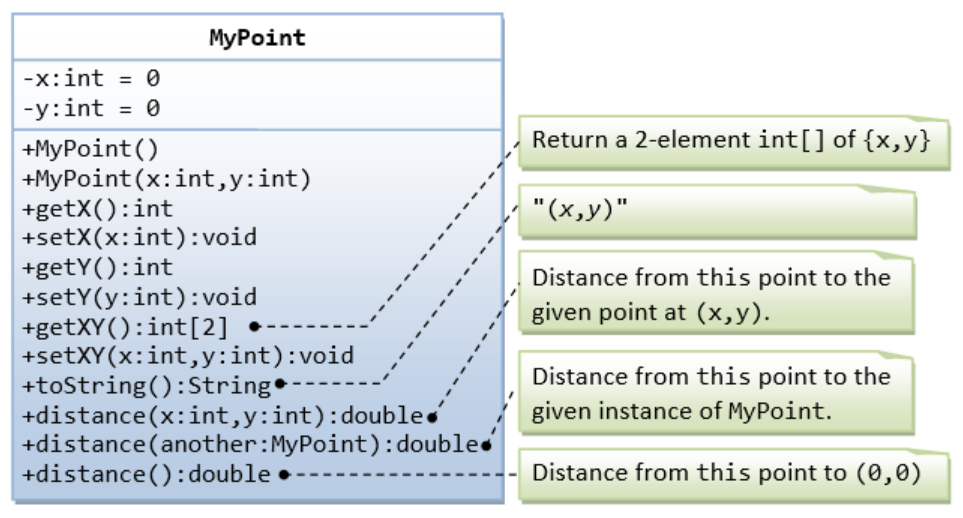 MyPoint
-x:int = 0
-y:int = 0
+MyPoint()
+MyPoint(x:int,y:int)
+getX():int
+setX(x:int):void
+getY():int
+setY(y:int):void
+getXY():int[2]
+setXY(x:int,y:int):void
+toString():String
+distance(x:int,y:int):double
+distance(another:MyPoint):double
+distance():double
Return a 2-element int[] of {x,y}
"(x,y)"
Distance from this point to the
given point at (x,y).
Distance from this point to the
given instance of MyPoint.
Distance from this point to (0,0)